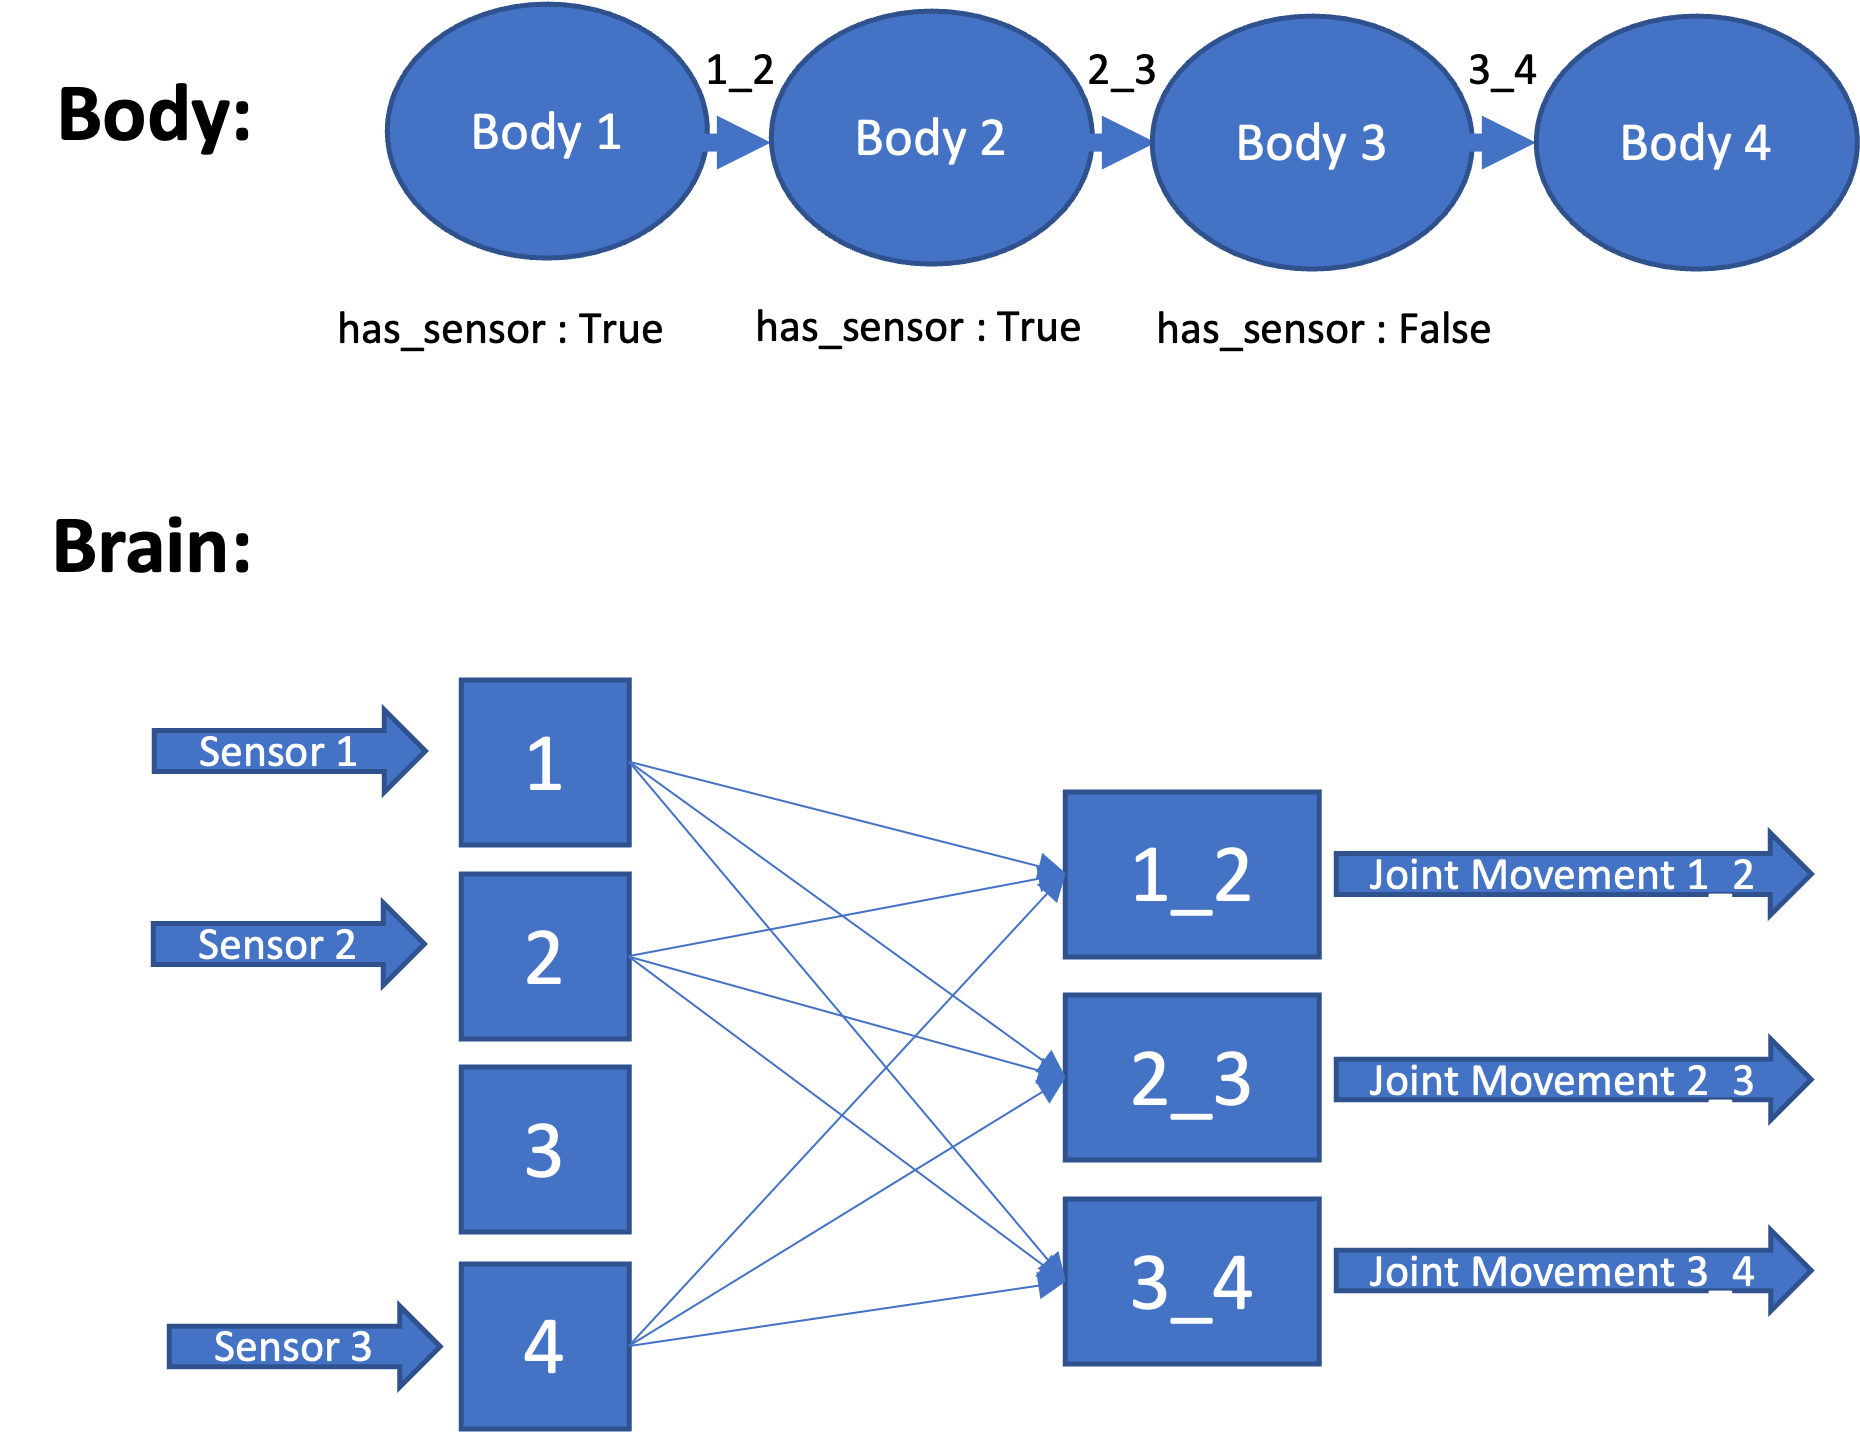 Body:
1_2
2_3
3_4
Body 1
Body 2
Body 3
Body 4
has_sensor : True
has_sensor : True
has_sensor : False
Brain:
Sensor 1
1
Sensor 2
2
3
Sensor 3
4
1_2
Joint Movement 1_2
2_3
Joint Movement 2_3
3_4
Joint Movement 3_4